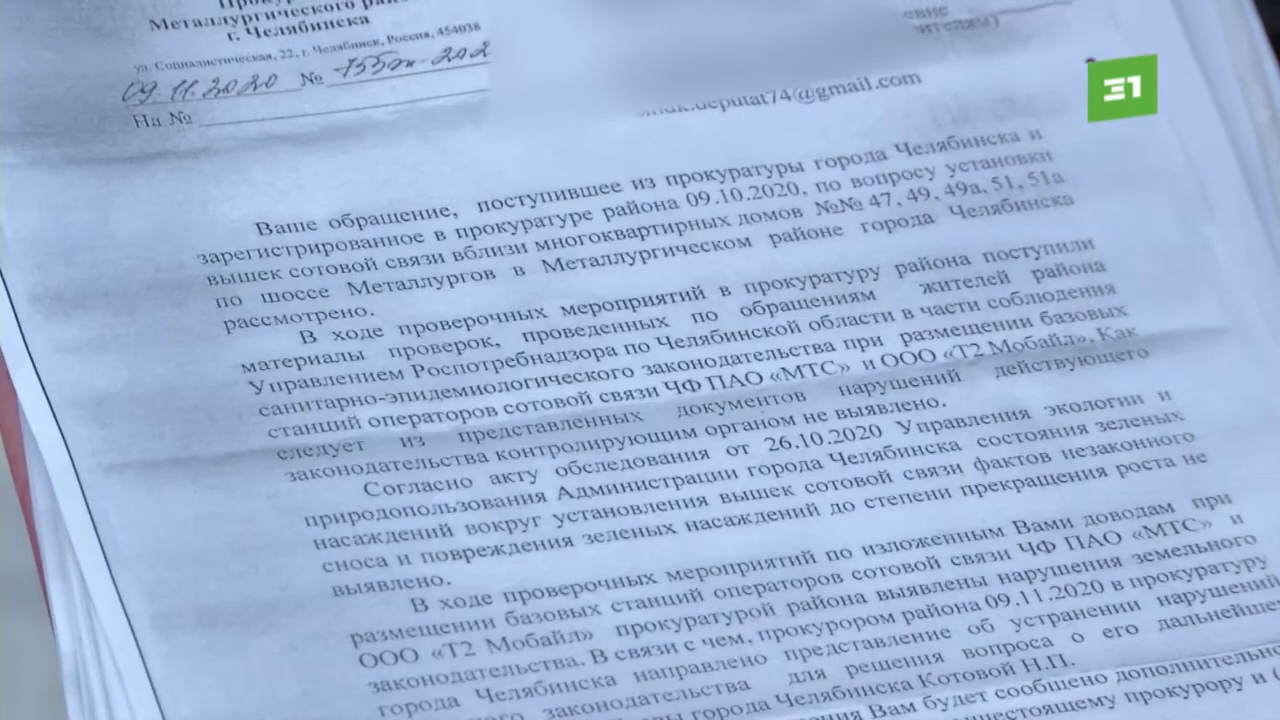 Металлургического
г. Челябинска
ул. Социалистическая, 22, г. Челябинск, Россия, 454038
09.11.2020 №
На №
ителям)
deputat74@gmail.com
31
Ваше обращение, поступившее из прокуратуры города Челябинска и
зарегистрированное в прокуратуре района 09.10.2020, по вопросу установки
вышек сотовой связи вблизи многоквартирных домов №№ 47, 49, 49а, 51, 51а
по шоссе Металлургов в Металлургическом районе города Челябинска
рассмотрено.
В ходе проверочных мероприятий в прокуратуру района поступили
материалы проверок, проведенных по обращениям жителей района
Управлением Роспотребнадзора по Челябинской области в части соблюдения
санитарно-эпидемиологического законодательства при размещении базовых
станций операторов сотовой связи ЧФ ПАО «МТС» и ООО «Т2 Мобайл». Как
следует из представленных документов нарушений действующего
законодательства контролирующим органом не выявлено.
Согласно акту обследования от 26.10.2020 Управления экологии и
природопользования Администрации города Челябинска состояния зеленых
насаждений вокруг установления вышек сотовой связи фактов незаконного
сноса и повреждения зеленых насаждений до степени прекращения роста не
выявлено.
В ходе проверочных мероприятий по изложенным Вами доводам при
размещении базовых станций операторов сотовой связи ЧФ ПАО «МТС» и
ООО «Т2 Мобайл» прокуратурой района выявлены нарушения земельного
законодательства. В связи с чем, прокурором района 09.11.2020 в прокуратуру
города Челябинска направлено представление об устранении нарушений
законодательства для решения вопроса о его дальнейше
города Челябинска Котовой Н.П.
Вам будет сообщено дополнительно
прокурору и (